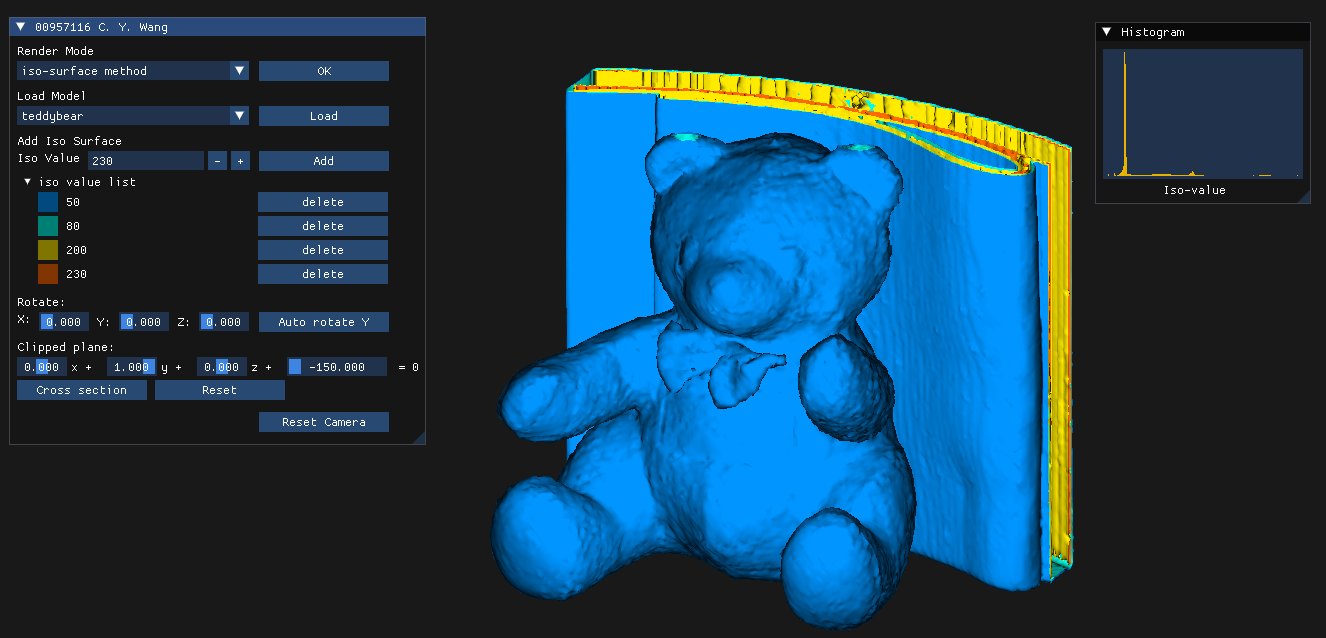 00957116 C. Y. Wang
Render Mode
iso-surface method OK
Load Model
teddybear Load
Add Iso Surface
Iso Value 230 - + Add
iso value list
50 delete
80 delete
200 delete
230 delete
Rotate:
X: 0.000 Y: 0.000 Z: 0.000 Auto rotate Y
Clipped plane:
0.000 x + 1.000 y + 0.000 z + -150.000 = 0
Cross section Reset
Reset Camera
Histogram
Iso-value